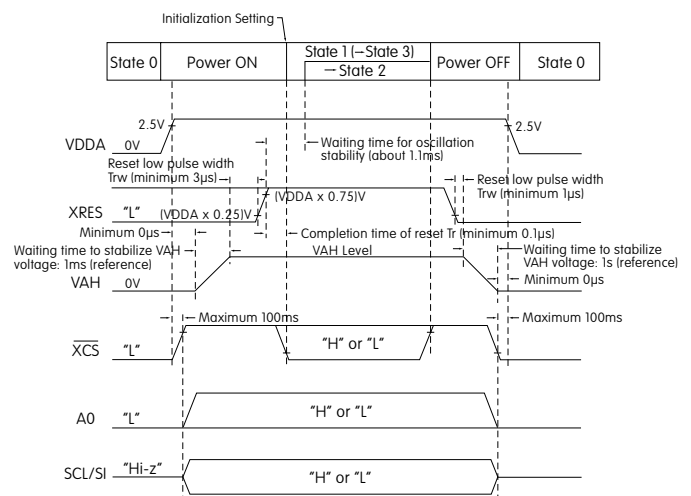 Initialization Setting
State 0
Power ON
State 1 (→State 3)
→ State 2
Power OFF
State 0
2.5V
2.5V
VDDA
0V
Waiting time for oscillation
stability (about 1.1ms)
Reset low pulse width
Trw (minimum 3µs)
Reset low pulse width
Trw (minimum 1µs)
(VDDA x 0.75)V
XRES
"L"
(VDDA x 0.25)V
Minimum 0µs
Completion time of reset Tr (minimum 0.1µs)
Waiting time to stabilize VAH
voltage: 1ms (reference)
VAH Level
Waiting time to stabilize
VAH voltage: 1s (reference)
VAH
0V
Minimum 0µs
Maximum 100ms
Maximum 100ms
XCS
"L"
"H" or "L"
A0
"L"
"H" or "L"
SCL/SI
"Hi-z"
"H" or "L"